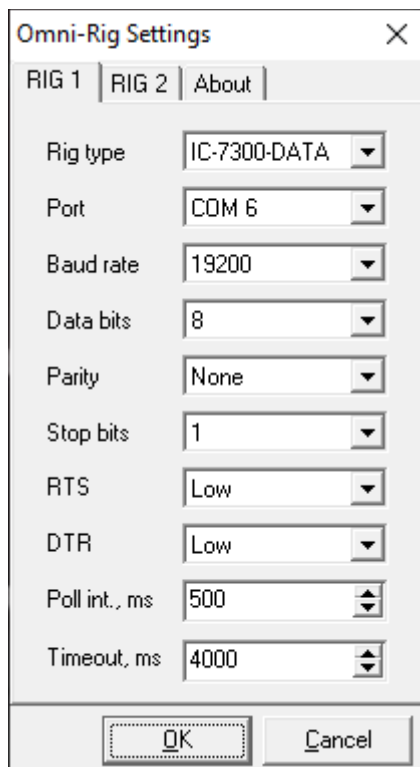 Omni-Rig Settings
RIG 1 RIG 2 About
Rig type IC-7300-DATA
Port COM 6
Baud rate 19200
Data bits 8
Parity None
Stop bits 1
RTS Low
DTR Low
Poll int., ms 500
Timeout, ms 4000
OK Cancel